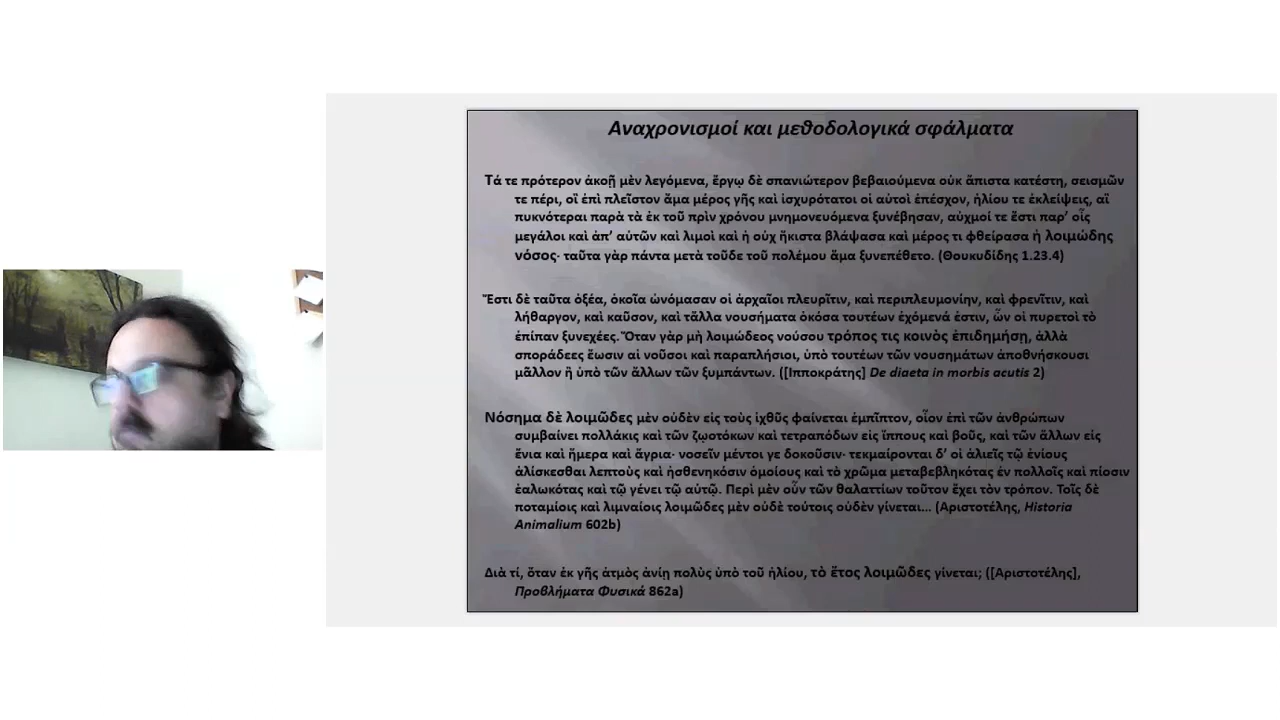 Αναχρονισμοί και μεθοδολογικά σφάλματα
Τά τε πρότερον ἀκοῇ μὲν λεγόμενα, ἔργῳ δὲ σπανιώτερον βεβαιούμενα οὐκ ἄπιστα κατέστη, σεισμῶν
τε πέρι, οἳ ἐπὶ πλεῖστον ἅμα μέρος γῆς καὶ ἰσχυρότατοι οἱ αὐτοὶ ἐπέσχον, ἡλίου τε ἐκλείψεις, αἳ
πυκνότεραι παρὰ τὰ ἐκ τοῦ πρὶν χρόνου μνημονευόμενα ξυνέβησαν, αὐχμοί τε ἔστι παρ’ οἷς
μεγάλοι καὶ ἀπ’ αὐτῶν καὶ λιμοὶ καὶ ἡ οὐχ ἥκιστα βλάψασα καὶ μέρος τι φθείρασα ἡ λοιμώδης
νόσος· ταῦτα γὰρ πάντα μετὰ τοῦδε τοῦ πολέμου ἅμα ξυνεπέθετο. (Θουκυδίδης 1.23.4)
Ἔστι δὲ ταῦτα ὀξέα, ὁκοῖα ὠνόμασαν οἱ ἀρχαῖοι πλευρῖτιν, καὶ περιπλευμονίην, καὶ φρενῖτιν, καὶ
λήθαργον, καὶ καῦσον, καὶ τἄλλα νουσήματα ὁκόσα τουτέων ἐχόμενά ἐστιν, ὧν οἱ πυρετοὶ τὸ
ἐπίπαν ξυνεχέες. Ὅταν γὰρ μὴ λοιμώδεος νούσου τρόπος τις κοινὸς ἐπιδημήσῃ, ἀλλὰ
σποράδεες ἔωσιν αἱ νοῦσοι καὶ παραπλήσιοι, ὑπὸ τουτέων τῶν νουσημάτων ἀποθνήσκουσι
μᾶλλον ἢ ὑπὸ τῶν ἄλλων τῶν ξυμπάντων. ([Ιπποκράτης] De diaeta in morbis acutis 2)
Νόσημα δὲ λοιμῶδες μὲν οὐδὲν εἰς τοὺς ἰχθῦς φαίνεται ἐμπῖπτον, οἷον ἐπὶ τῶν ἀνθρώπων
συμβαίνει πολλάκις καὶ τῶν ζῳοτόκων καὶ τετραπόδων εἰς ἵππους καὶ βοῦς, καὶ τῶν ἄλλων εἰς
ἔνια καὶ ἥμερα καὶ ἄγρια· νοσεῖν μέντοι γε δοκοῦσιν· τεκμαίρονται δ’ οἱ ἁλιεῖς τῷ ἐνίους
ἁλίσκεσθαι λεπτοὺς καὶ ἠσθενηκόσιν ὁμοίους καὶ τὸ χρῶμα μεταβεβληκότας ἐν πολλοῖς καὶ πίοσιν
ἑαλωκότας καὶ τῷ γένει τῷ αὐτῷ. Περὶ μὲν οὖν τῶν θαλαττίων τοῦτον ἔχει τὸν τρόπον. Τοῖς δὲ
ποταμίοις καὶ λιμναίοις λοιμῶδες μὲν οὐδὲ τούτοις οὐδὲν γίνεται... (Αριστοτέλης, Historia
Animalium 602b)
Διὰ τί, ὅταν ἐκ γῆς ἀτμὸς ἀνίῃ πολὺς ὑπὸ τοῦ ἡλίου, τὸ ἔτος λοιμῶδες γίνεται; ([Αριστοτέλης],
Προβλήματα Φυσικά 862a)